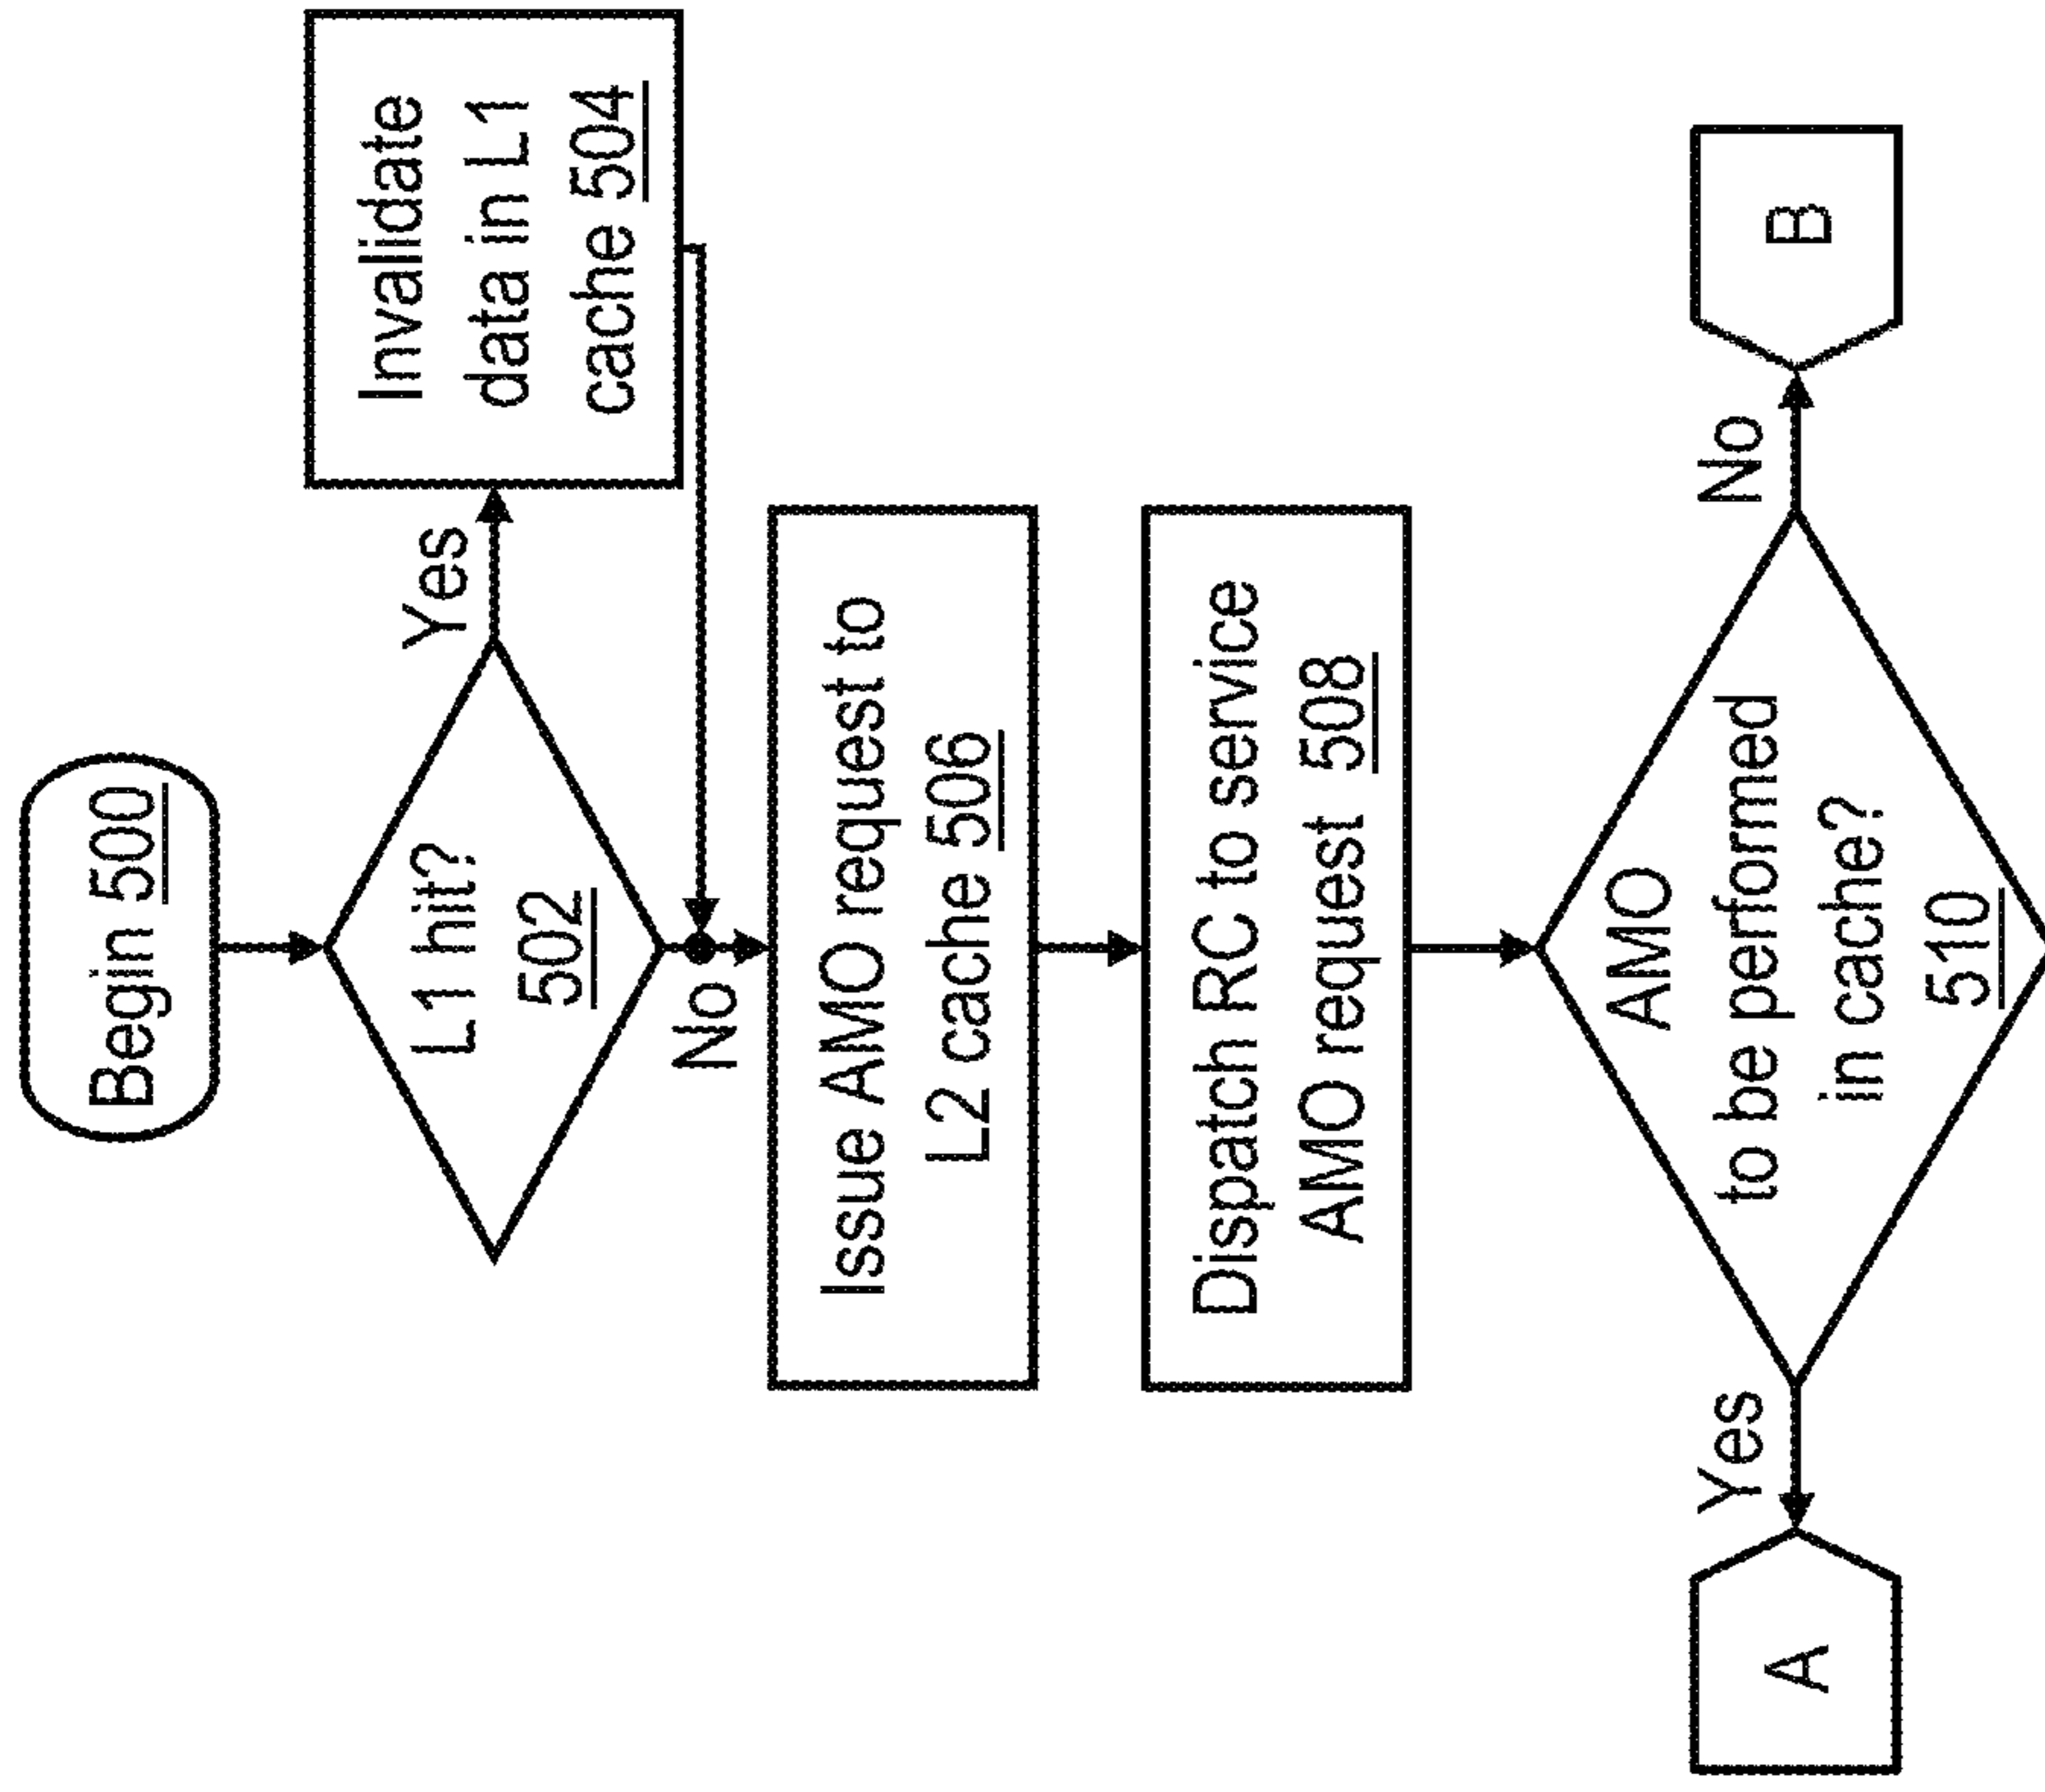 Begin 500
L1 hit?
502
Yes
Invalidate
data in L1
cache 504
No
Issue AMO request to
L2 cache 506
Dispatch RC to service
AMO request 508
AMO
to be performed
in cache?
510
Yes
No
A
B